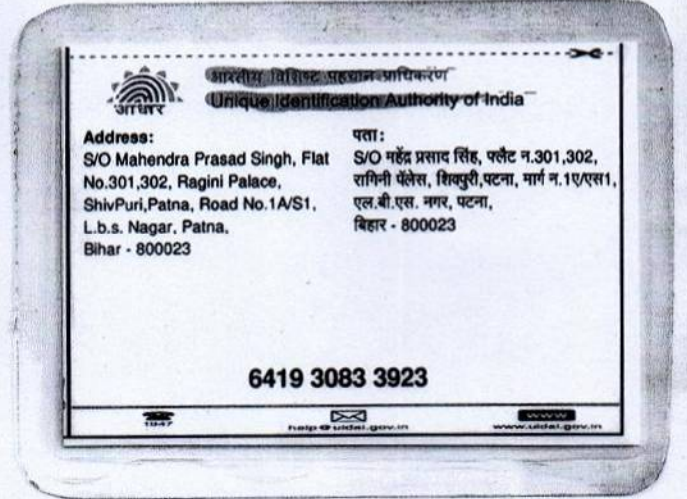 भारतीय विशिष्ट पहचान प्राधिकरण
Unique Identification Authority of India
आधार
Address:
S/O Mahendra Prasad Singh, Flat
No.301,302, Ragini Palace,
ShivPuri,Patna, Road No.1A/S1,
L.b.s. Nagar, Patna,
Bihar - 800023
पता:
S/O महेंद्र प्रसाद सिंह, फ्लैट न.301,302,
रागिनी पॅलेस, शिवपुरी,पटना, मार्ग न.1ए/एस1,
एल.बी.एस. नगर, पटना,
बिहार - 800023
6419 3083 3923
1947
help@uidai.gov.in
WWW
www.uidai.gov.in